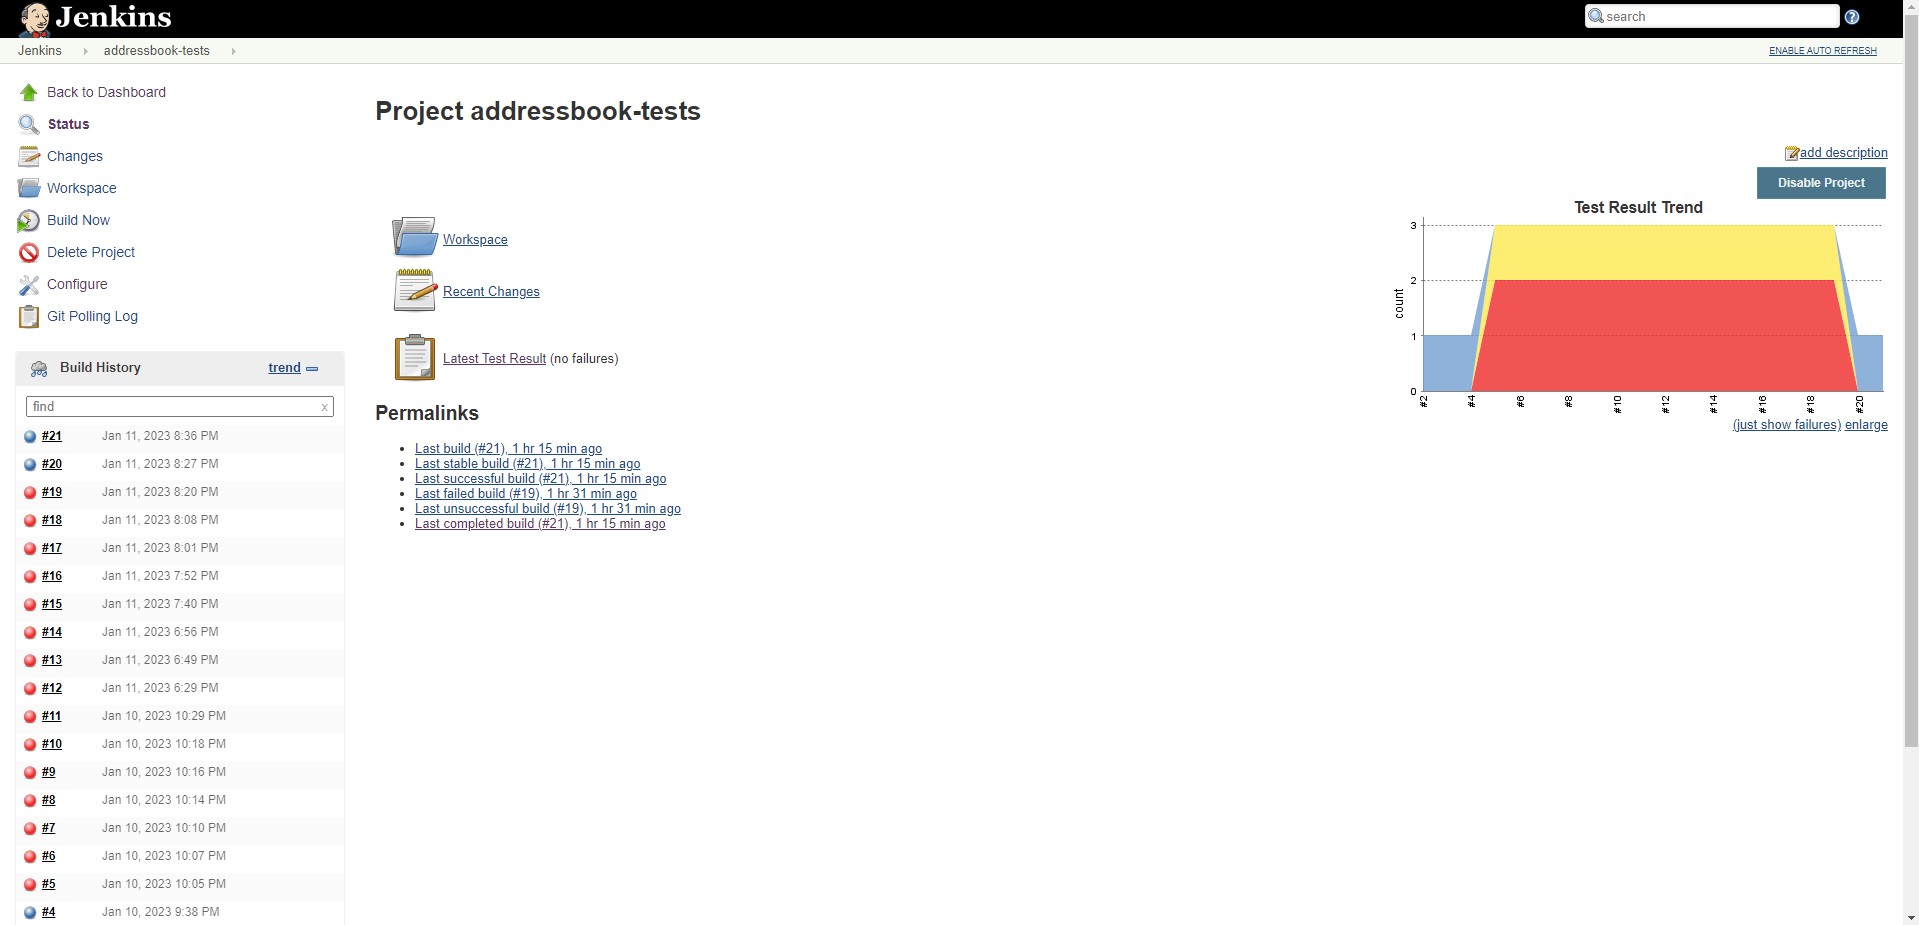 Jenkins
search
Jenkins addressbook-tests
ENABLE AUTO REFRESH
Back to Dashboard
Status
Changes
Workspace
Build Now
Delete Project
Configure
Git Polling Log
Build History trend
find x
#21 Jan 11, 2023 8:36 PM
#20 Jan 11, 2023 8:27 PM
#19 Jan 11, 2023 8:20 PM
#18 Jan 11, 2023 8:08 PM
#17 Jan 11, 2023 8:01 PM
#16 Jan 11, 2023 7:52 PM
#15 Jan 11, 2023 7:40 PM
#14 Jan 11, 2023 6:56 PM
#13 Jan 11, 2023 6:49 PM
#12 Jan 11, 2023 6:29 PM
#11 Jan 10, 2023 10:29 PM
#10 Jan 10, 2023 10:18 PM
#9 Jan 10, 2023 10:16 PM
#8 Jan 10, 2023 10:14 PM
#7 Jan 10, 2023 10:10 PM
#6 Jan 10, 2023 10:07 PM
#5 Jan 10, 2023 10:05 PM
#4 Jan 10, 2023 9:38 PM
Project addressbook-tests
add description
Disable Project
Workspace
Recent Changes
Latest Test Result (no failures)
Permalinks
Last build (#21), 1 hr 15 min ago
Last stable build (#21), 1 hr 15 min ago
Last successful build (#21), 1 hr 15 min ago
Last failed build (#19), 1 hr 31 min ago
Last unsuccessful build (#19), 1 hr 31 min ago
Last completed build (#21), 1 hr 15 min ago
Test Result Trend
3
2
1
0
count
#2 #4 #6 #8 #10 #12 #14 #16 #18 #20
(just show failures) enlarge